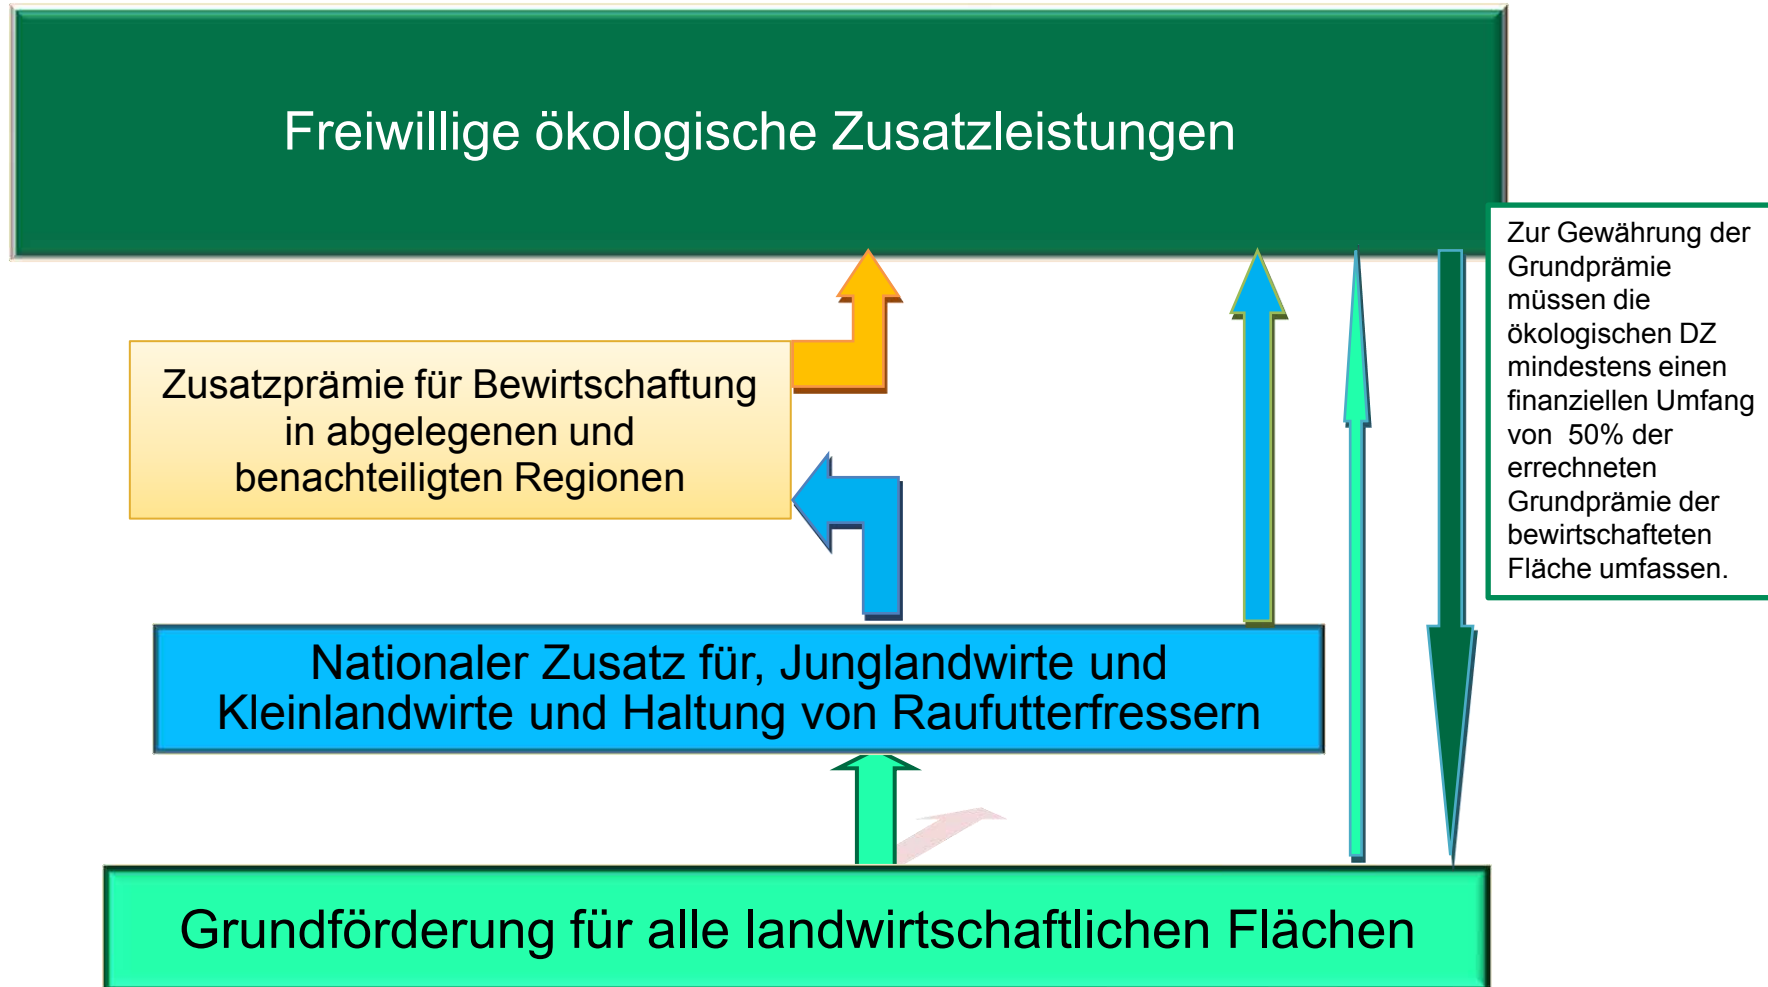 Freiwillige ökologische Zusatzleistungen
Zur Gewährung der
Grundprämie
müssen die
ökologischen DZ
mindestens einen
finanziellen Umfang
von  50% der
errechneten
Grundprämie der
bewirtschafteten
Fläche umfassen.
Zusatzprämie für Bewirtschaftung
in abgelegenen und
benachteiligten Regionen
Nationaler Zusatz für, Junglandwirte und
Kleinlandwirte und Haltung von Raufutterfressern
Grundförderung für alle landwirtschaftlichen Flächen